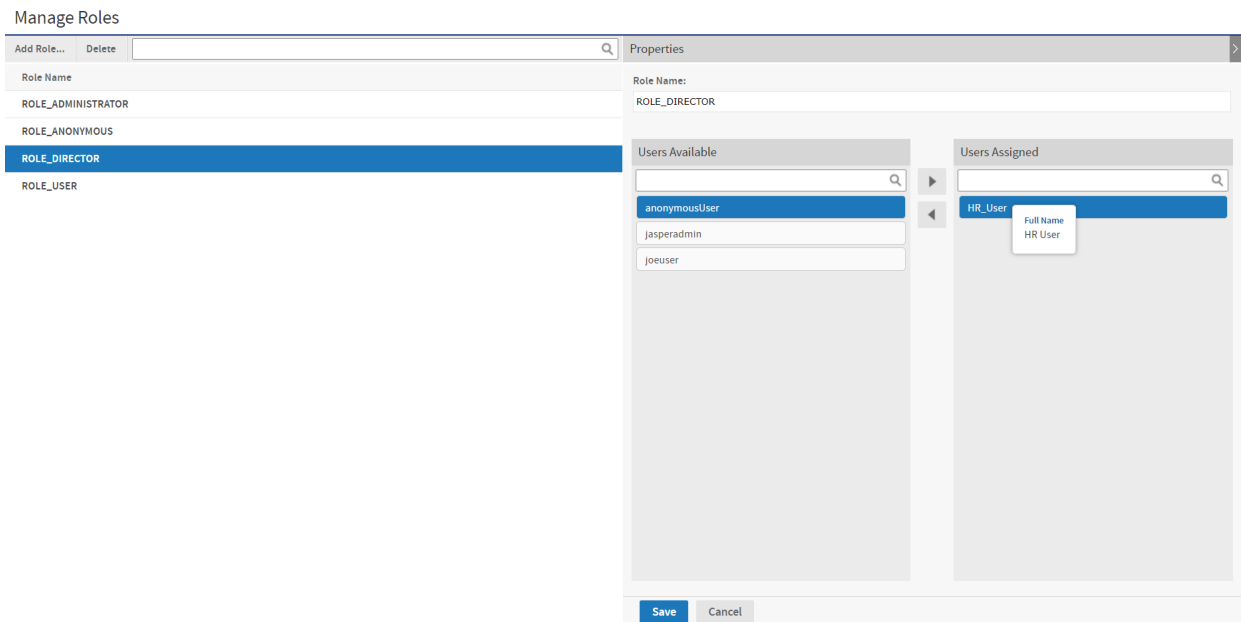 Manage Roles
Add Role... Delete
Role Name
ROLE_ADMINISTRATOR
ROLE_ANONYMOUS
ROLE_DIRECTOR
ROLE_USER
Properties
Role Name:
ROLE_DIRECTOR
Users Available
anonymousUser
jasperadmin
joeuser
Users Assigned
HR_User
Full Name
HR User
Save Cancel